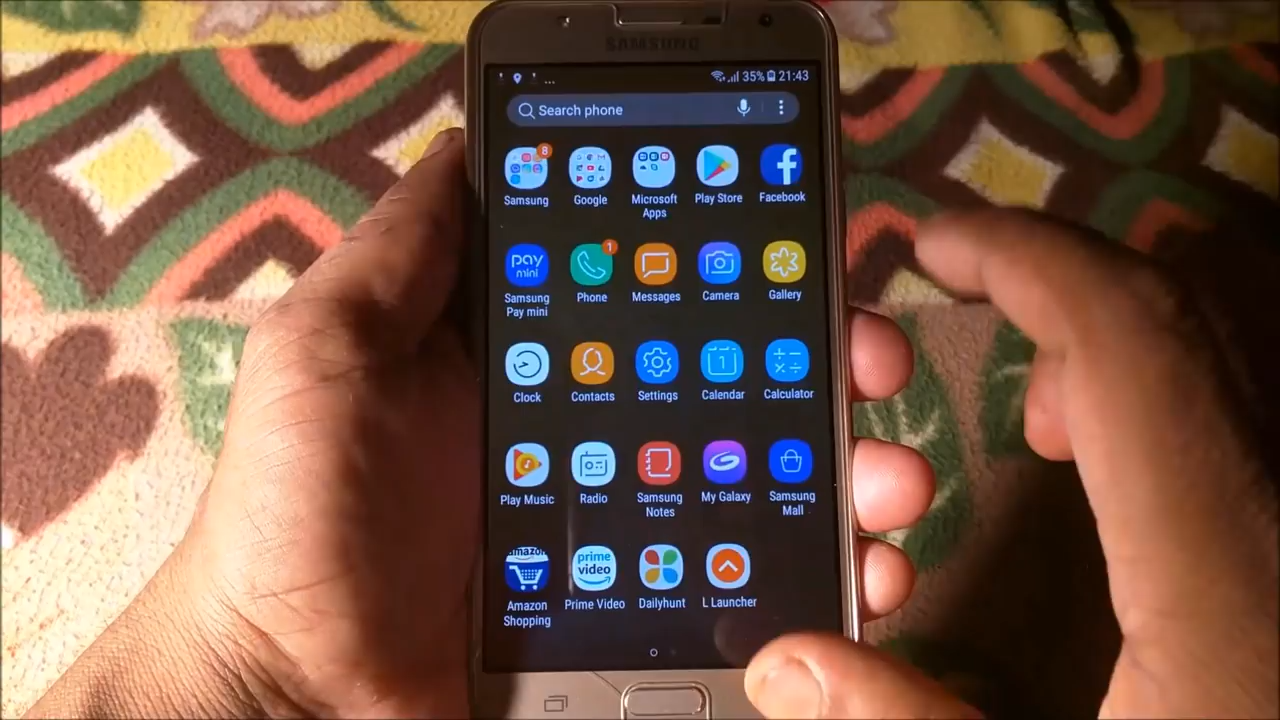 SAMSUNG
35% 21:43
Search phone
8
Samsung
Google
Microsoft
Apps
Play Store
Facebook
pay
mini
Samsung
Pay mini
1
Phone
Messages
Camera
Gallery
Clock
Contacts
Settings
1
Calendar
Calculator
Play Music
Radio
Samsung
Notes
My Galaxy
Samsung
Mall
amazon
Amazon
Shopping
prime
video
Prime Video
Dailyhunt
L Launcher